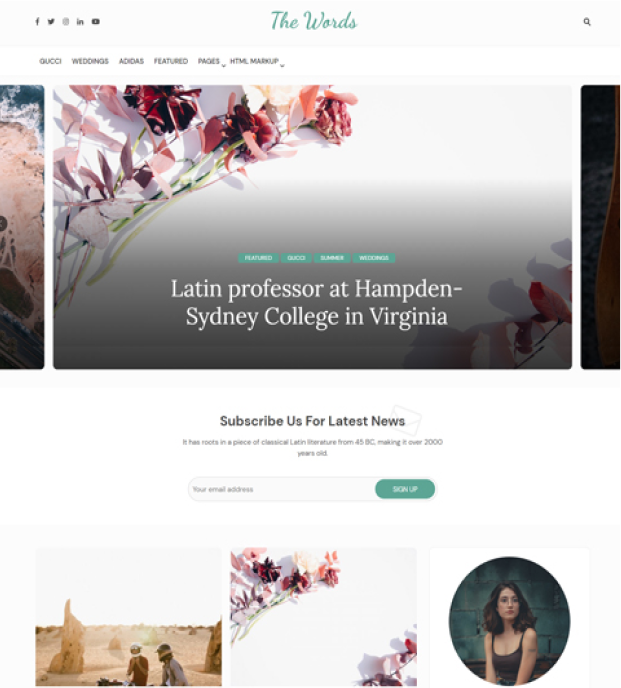 The Words
GUCCI WEDDINGS ADIDAS FEATURED PAGES HTML MARKUP
FEATURED GUCCI SUMMER WEDDINGS
Latin professor at Hampden-
Sydney College in Virginia
Subscribe Us For Latest News
It has roots in a piece of classical Latin literature from 45 BC, making it over 2000
years old.
Your email address SIGN UP